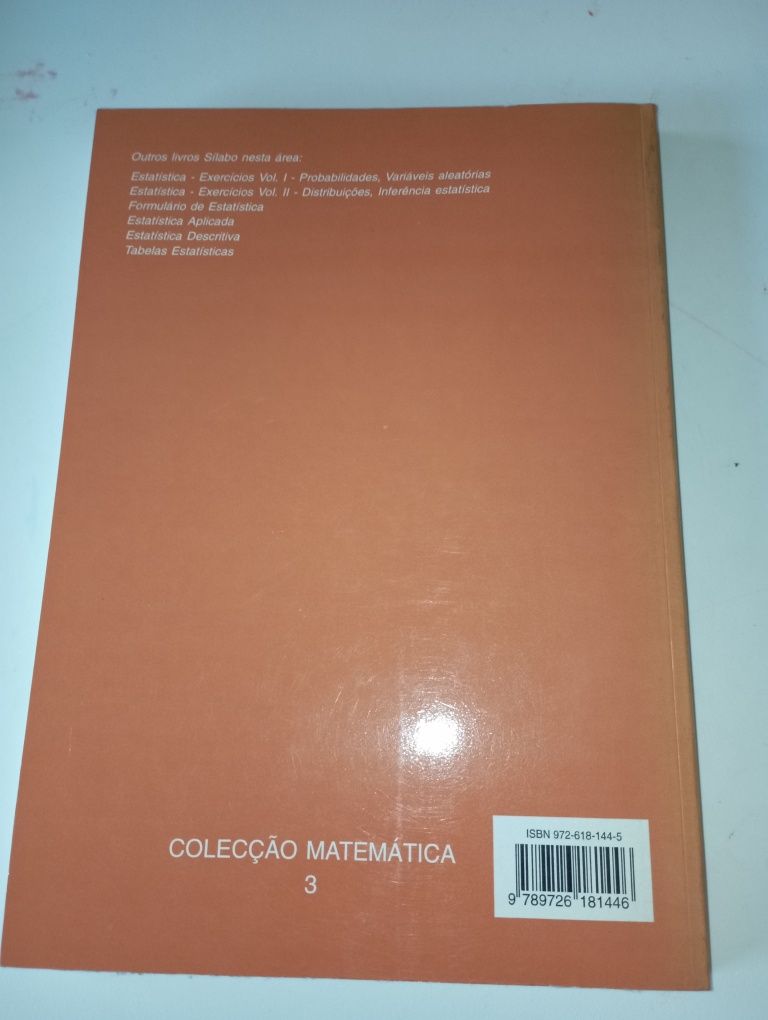 Outros livros Sílabo nesta área:
Estatística - Exercícios Vol. I - Probabilidades, Variáveis aleatórias
Estatística - Exercícios Vol. II - Distribuições, Inferência estatística
Formulário de Estatística
Estatística Aplicada
Estatística Descritiva
Tabelas Estatísticas
COLECÇÃO MATEMÁTICA
3
ISBN 972-618-144-5
9 789726 181446